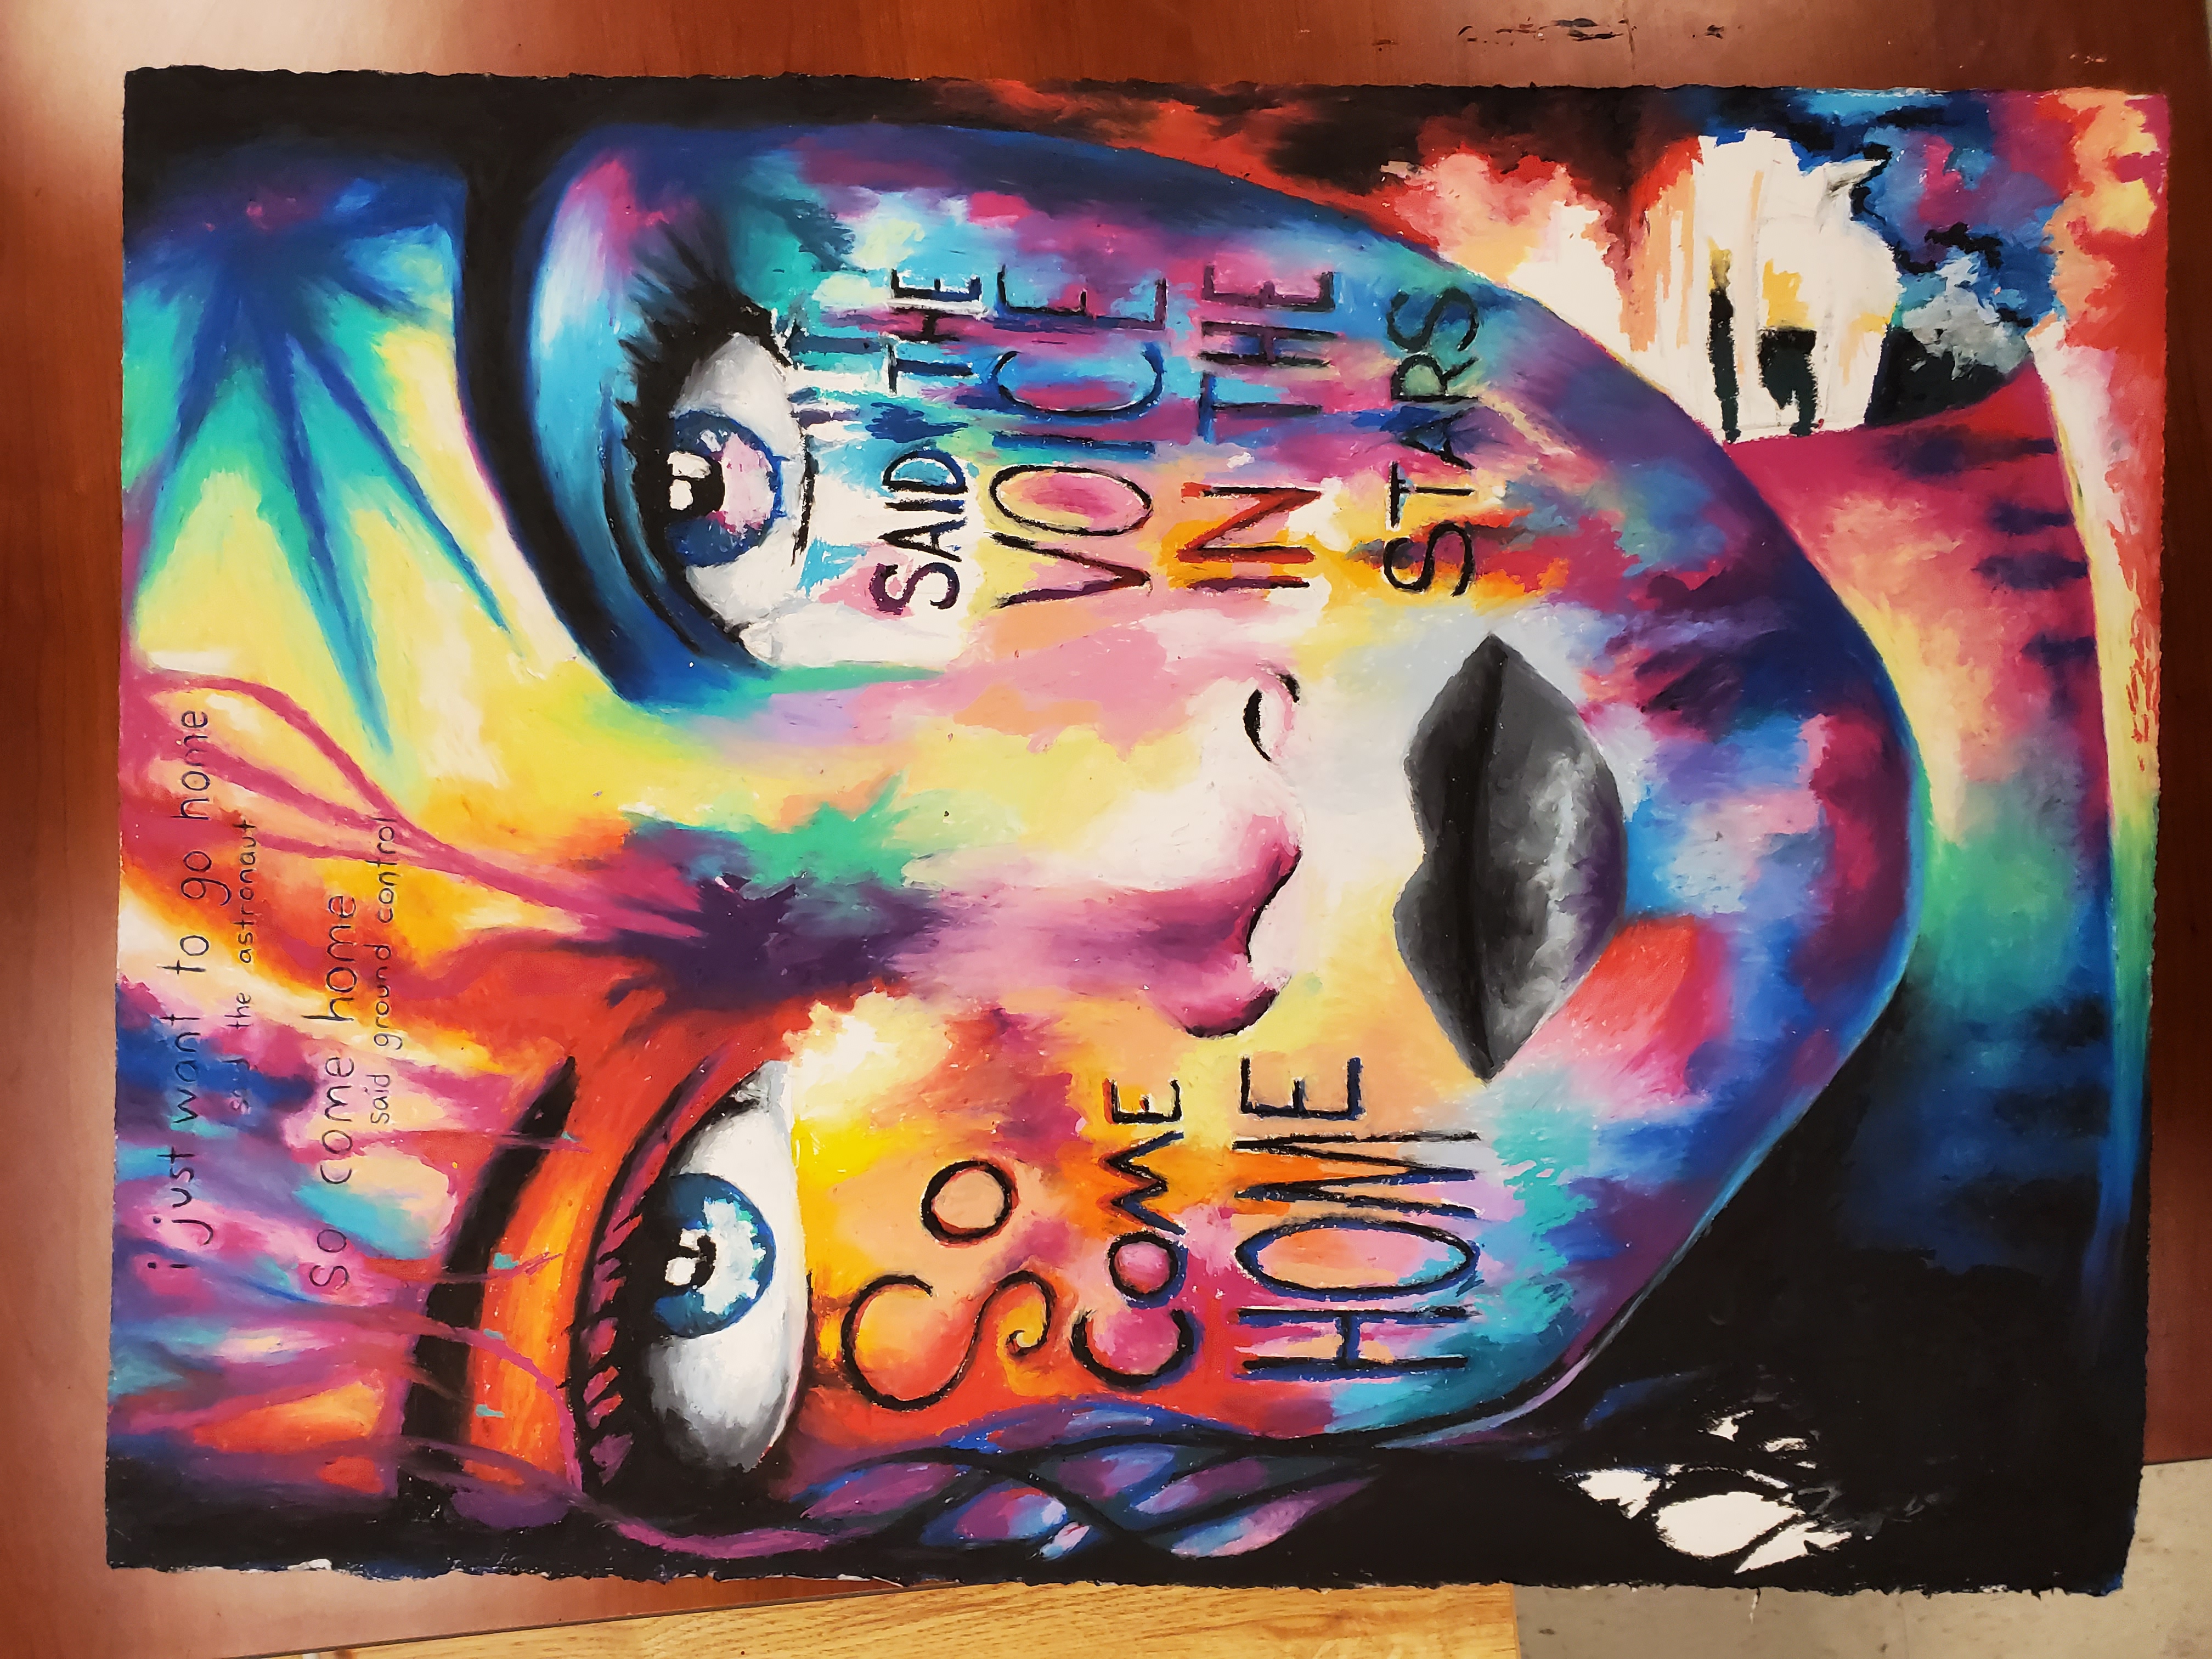 i just want to go home
said the astronaut
so come home
said ground control
So
COME
HOME
SAID THE
VOICE
IN THE
STARS